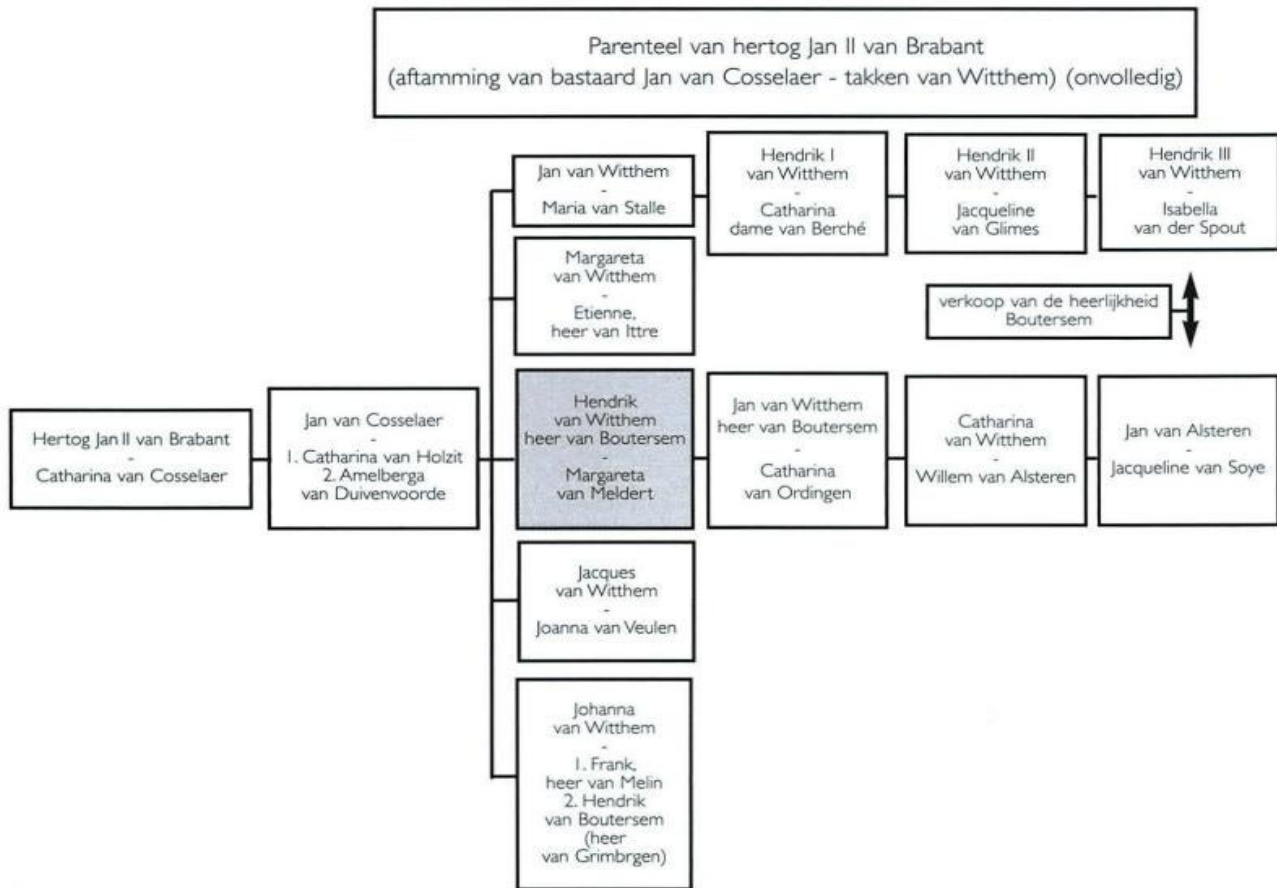 Parenteel van hertog Jan II van Brabant
(aftamming van bastaard Jan van Cosselaer - takken van Witthem) (onvolledig)
Jan van Witthem
-
Maria van Stalle
Hendrik I
van Witthem
-
Catharina
dame van Berché
Hendrik II
van Witthem
-
Jacqueline
van Glimes
Hendrik III
van Witthem
-
Isabella
van der Spout
Margareta
van Witthem
-
Etienne,
heer van Ittre
verkoop van de heerlijkheid
Boutersem
Hertog Jan II van Brabant
-
Catharina van Cosselaer
Jan van Cosselaer
-
1. Catharina van Holzit
2. Amelberga
van Duivenvoorde
Hendrik
van Witthem
heer van Boutersem
-
Margareta
van Meldert
Jan van Witthem
heer van Boutersem
-
Catharina
van Ordingen
Catharina
van Witthem
-
Willem van Alsteren
Jan van Alsteren
-
Jacqueline van Soye
Jacques
van Witthem
-
Joanna van Veulen
Johanna
van Witthem
-
1. Frank,
heer van Melin
2. Hendrik
van Boutersem
(heer
van Grimbrgen)